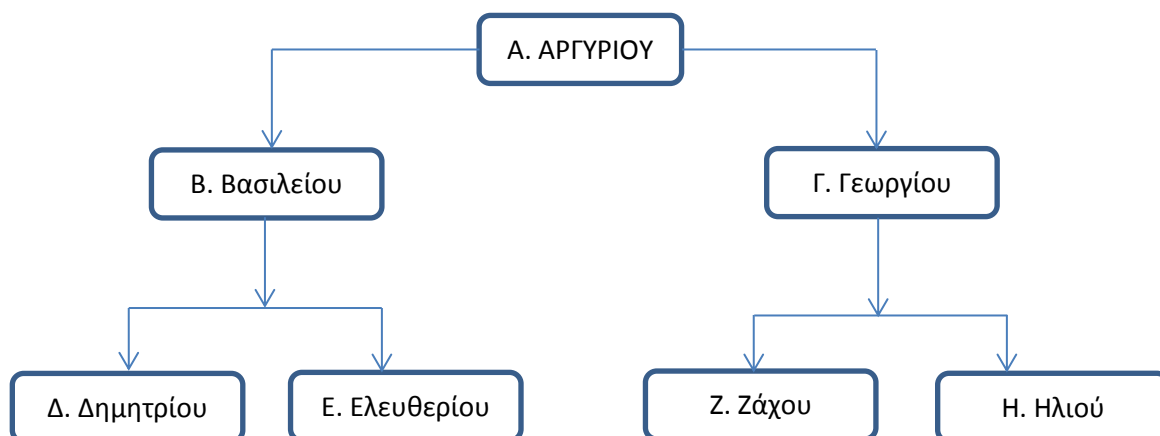 Α. ΑΡΓΥΡΙΟΥ
Β. Βασιλείου
Γ. Γεωργίου
Δ. Δημητρίου
Ε. Ελευθερίου
Ζ. Ζάχου
Η. Ηλιού